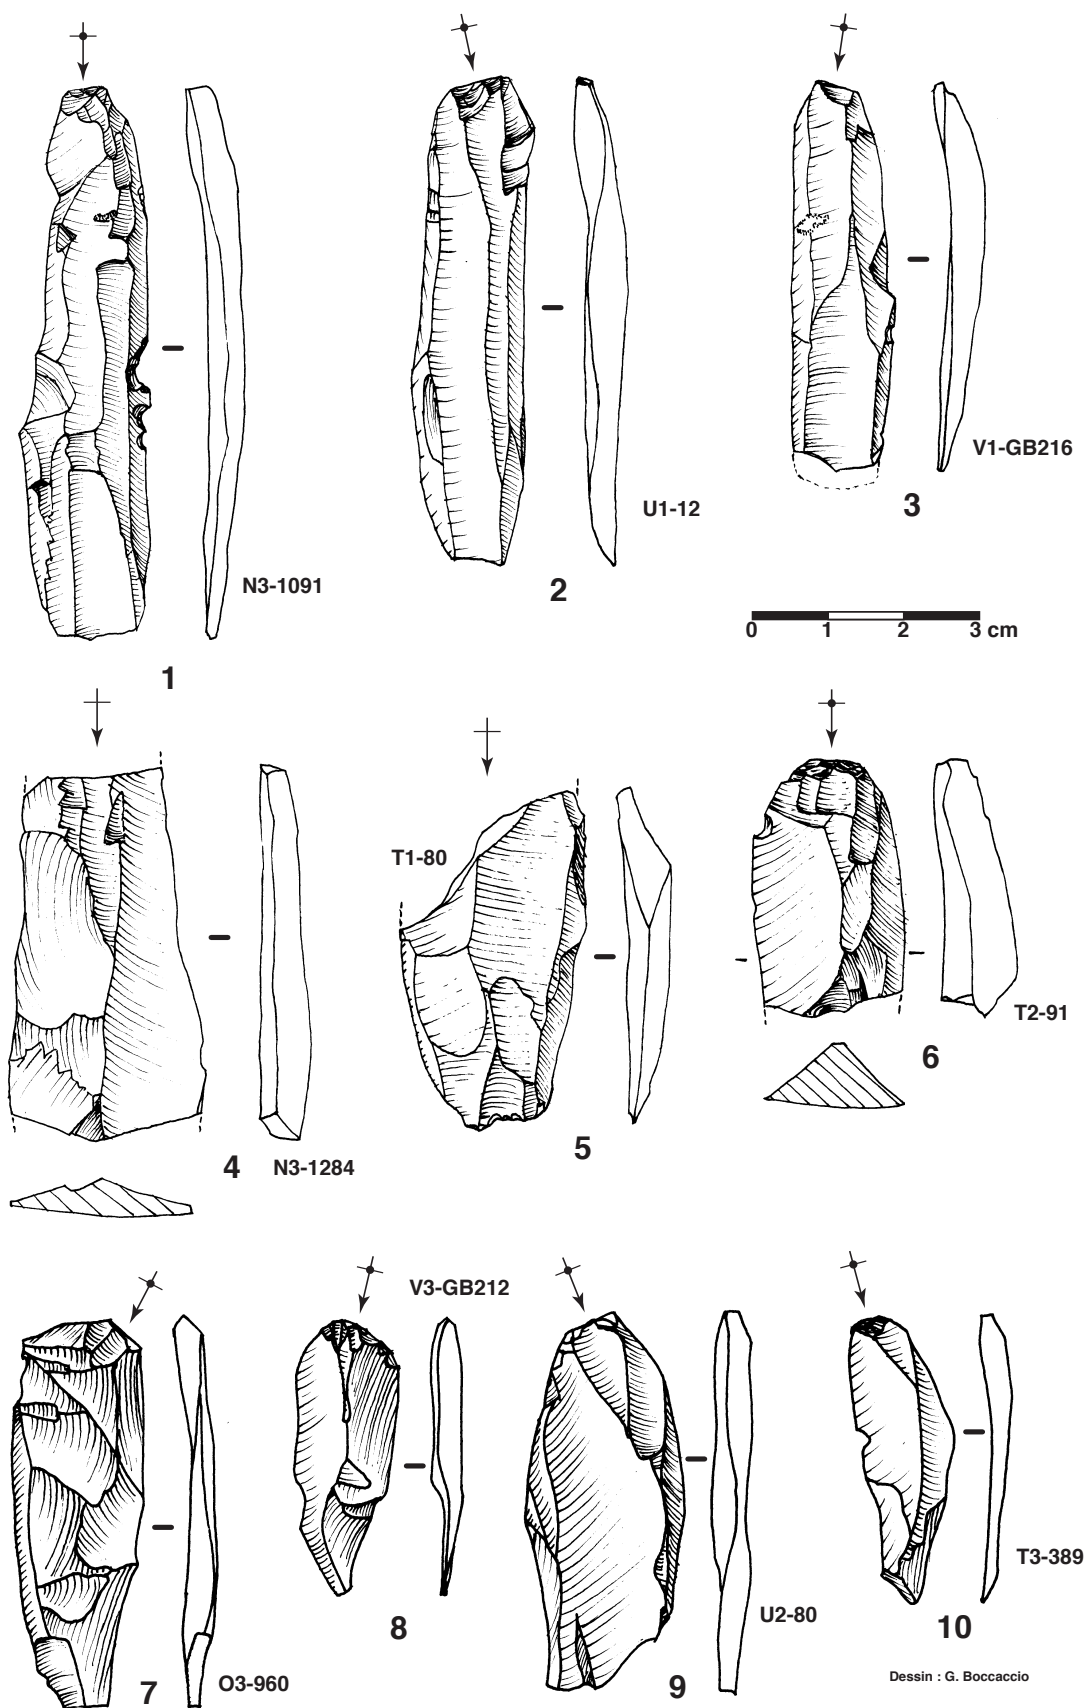 V1-GB216
3
U1-12
2
N3-1091
0 1 2 3 cm
1
T1-80
T2-91
6
5
4 N3-1284
V3-GB212
T3-389
U2-80
8
10
Dessin : G. Boccaccio
O3-960
7
9